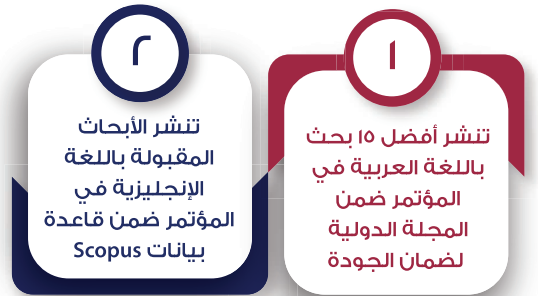 ١
تنشر أفضل ١٥ بحث
باللغة العربية في
المؤتمر ضمن
المجلة الدولية
لضمان الجودة
٢
تنشر الأبحاث
المقبولة باللغة
الإنجليزية في
المؤتمر ضمن قاعدة
بيانات Scopus